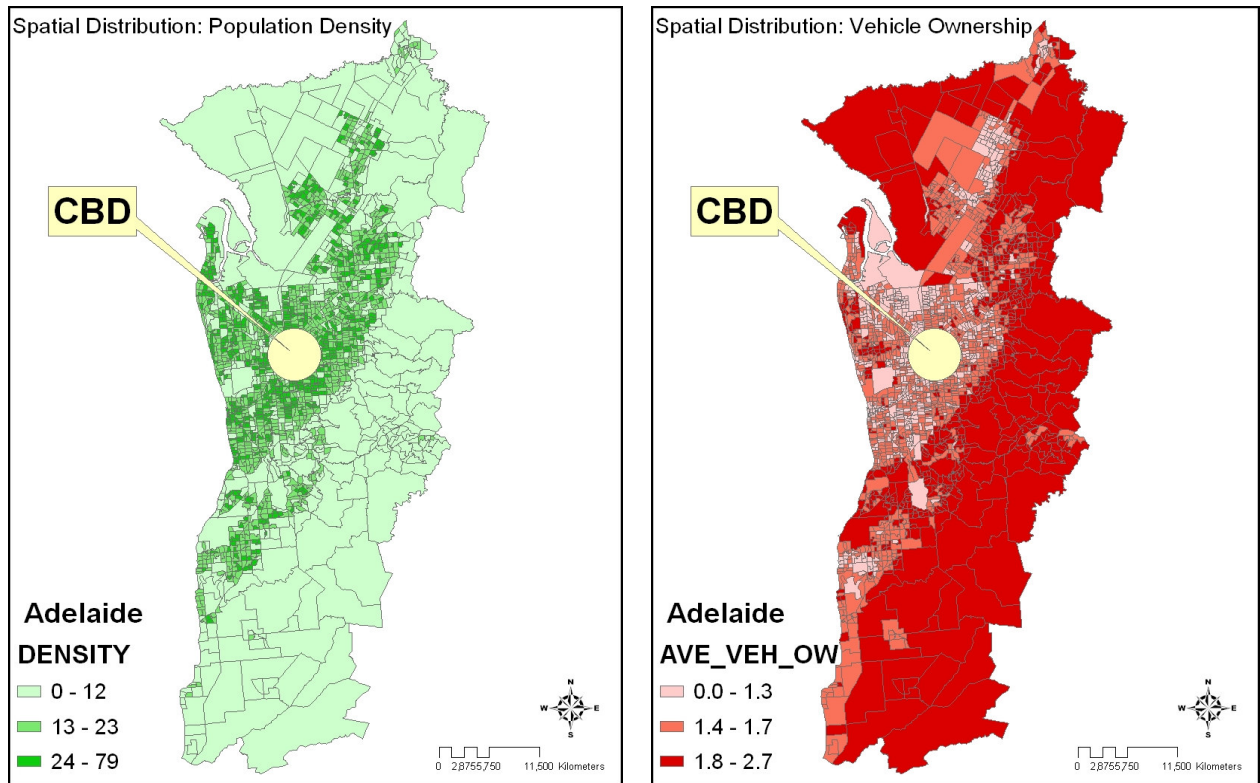 Spatial Distribution: Population Density
CBD
Adelaide
DENSITY
0 - 12
13 - 23
24 - 79
N
W E
S
0 2,8755,750 11,500 Kilometers
Spatial Distribution: Vehicle Ownership
CBD
Adelaide
AVE_VEH_OW
0.0 - 1.3
1.4 - 1.7
1.8 - 2.7
N
W E
S
0 2,8755,750 11,500 Kilometers